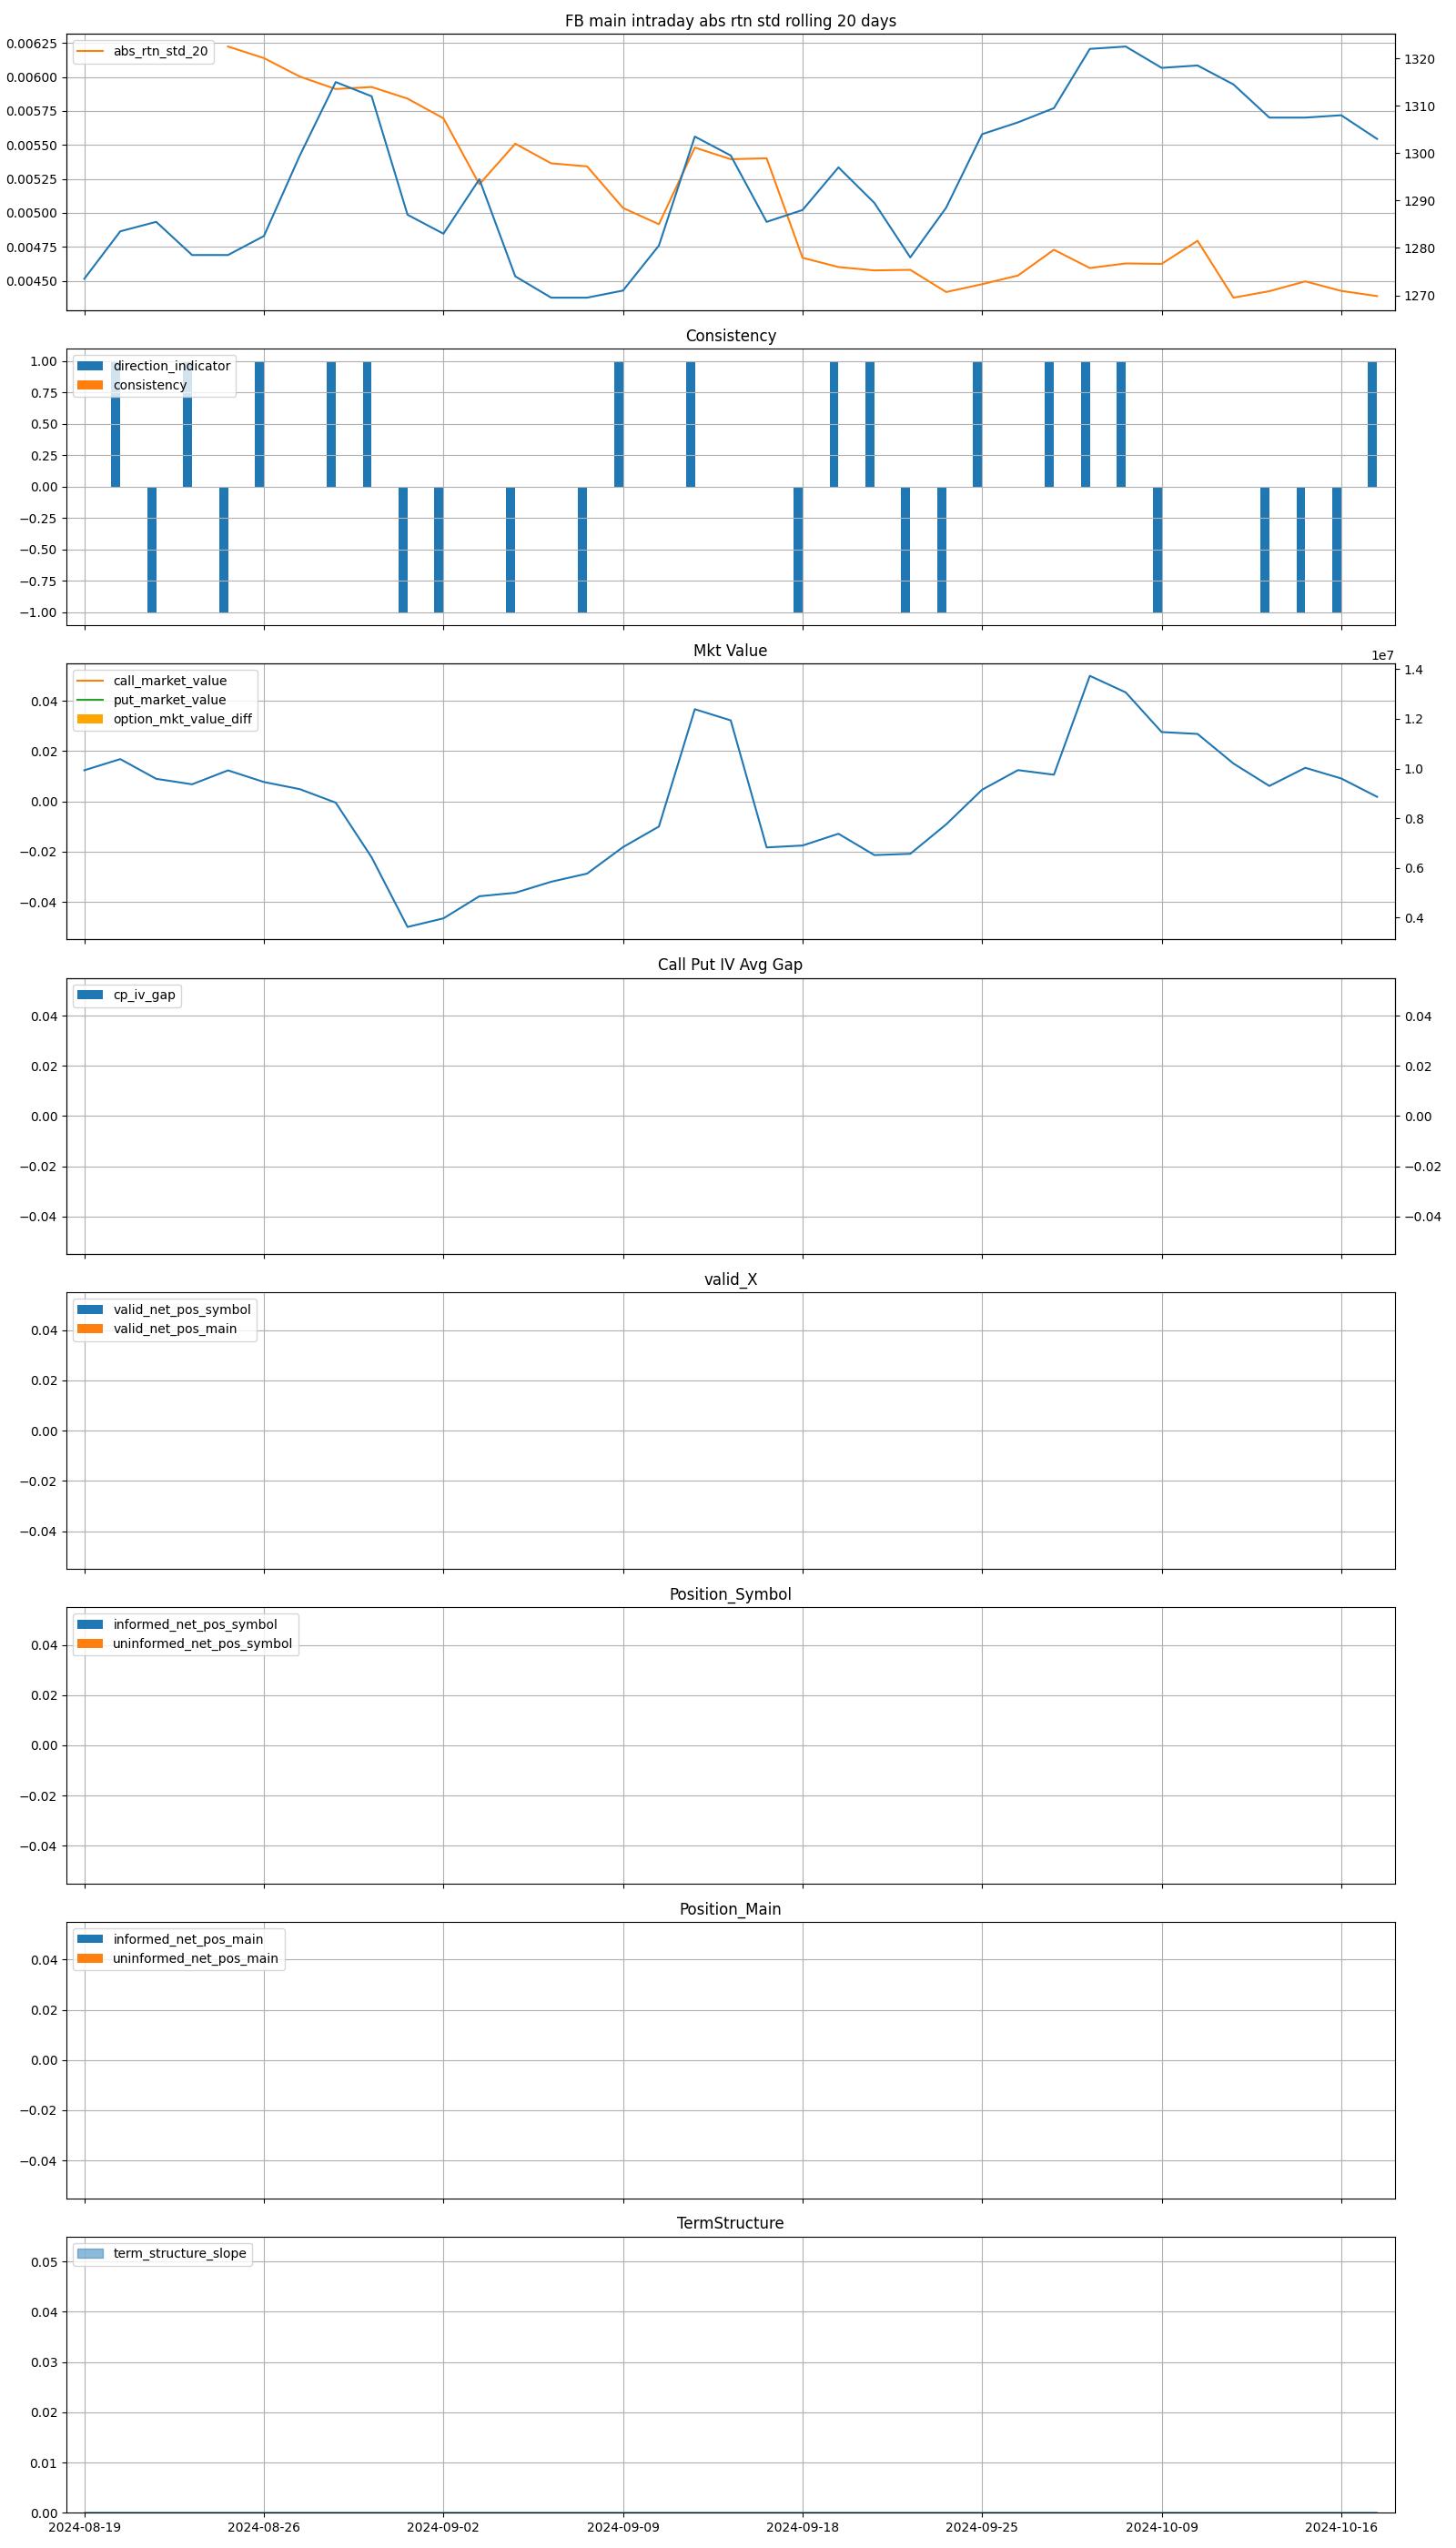 FB main intraday abs rtn std rolling 20 days
abs_rtn_std_20
0.00625
0.00600
0.00575
0.00550
0.00525
0.00500
0.00475
0.00450
1320
1310
1300
1290
1280
1270
Consistency
direction_indicator
consistency
1.00
0.75
0.50
0.25
0.00
−0.25
−0.50
−0.75
−1.00
Mkt Value
1e7
call_market_value
put_market_value
option_mkt_value_diff
0.04
0.02
0.00
−0.02
−0.04
1.4
1.2
1.0
0.8
0.6
0.4
Call Put IV Avg Gap
cp_iv_gap
0.04
0.02
0.00
−0.02
−0.04
0.04
0.02
0.00
−0.02
−0.04
valid_X
valid_net_pos_symbol
valid_net_pos_main
0.04
0.02
0.00
−0.02
−0.04
Position_Symbol
informed_net_pos_symbol
uninformed_net_pos_symbol
0.04
0.02
0.00
−0.02
−0.04
Position_Main
informed_net_pos_main
uninformed_net_pos_main
0.04
0.02
0.00
−0.02
−0.04
TermStructure
term_structure_slope
0.05
0.04
0.03
0.02
0.01
0.00
2024-08-19 2024-08-26 2024-09-02 2024-09-09 2024-09-18 2024-09-25 2024-10-09 2024-10-16